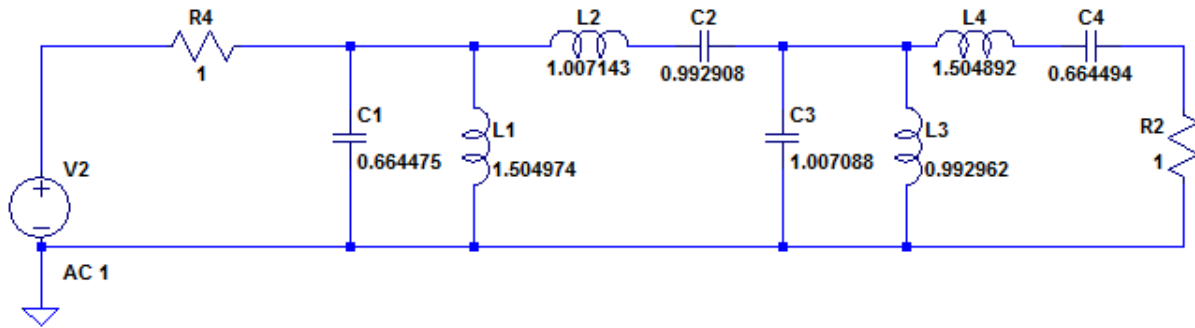 R4
1
L2
1.007143
C2
0.992908
L4
1.504892
C4
0.664494
C1
0.664475
L1
1.504974
C3
1.007088
L3
0.992962
R2
1
V2
AC 1